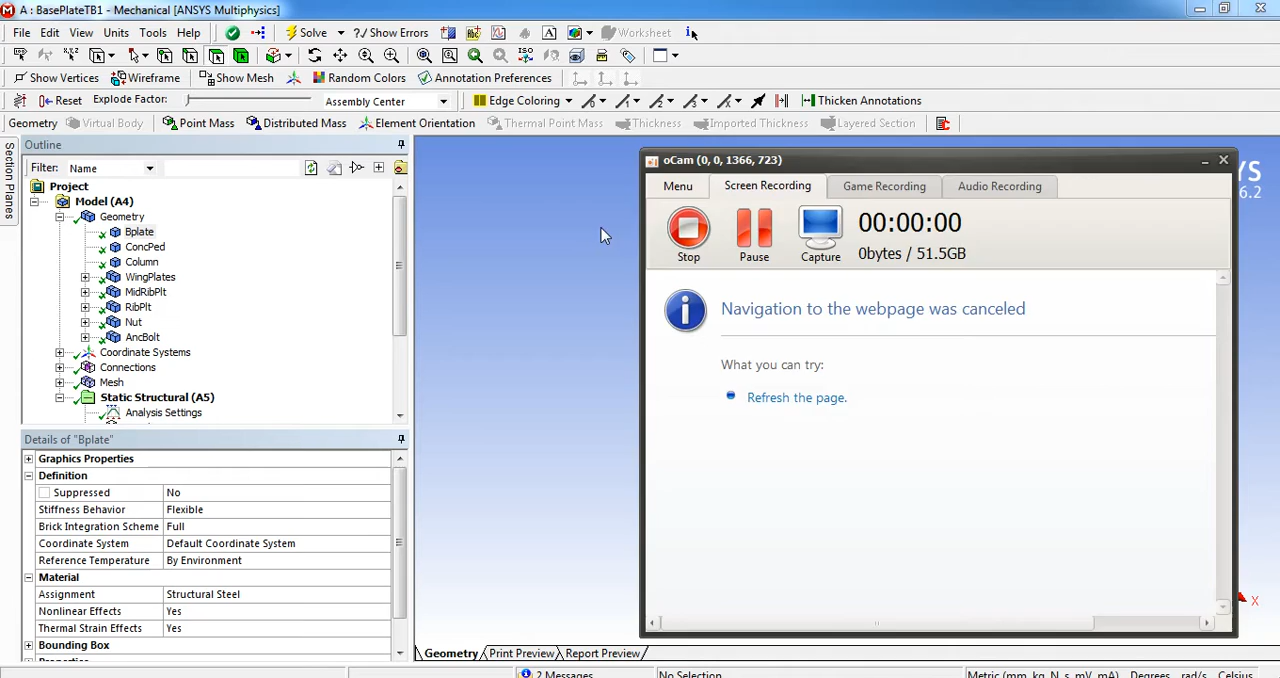 A : BasePlateTB1 - Mechanical [ANSYS Multiphysics]
File Edit View Units Tools Help Solve ?/ Show Errors Worksheet
Show Vertices Wireframe Show Mesh Random Colors Annotation Preferences
Reset Explode Factor: Assembly Center Edge Coloring Thicken Annotations
Geometry Virtual Body Point Mass Distributed Mass Element Orientation Thermal Point Mass Thickness Imported Thickness Layered Section
Section Planes
Outline
Filter: Name
Project
Model (A4)
Geometry
Bplate
ConcPed
Column
WingPlates
MidRibPlt
RibPlt
Nut
AncBolt
Coordinate Systems
Connections
Mesh
Static Structural (A5)
Analysis Settings
Details of "Bplate"
Graphics Properties
Definition
Suppressed No
Stiffness Behavior Flexible
Brick Integration Scheme Full
Coordinate System Default Coordinate System
Reference Temperature By Environment
Material
Assignment Structural Steel
Nonlinear Effects Yes
Thermal Strain Effects Yes
Bounding Box
Properties
oCam (0, 0, 1366, 723)
Menu Screen Recording Game Recording Audio Recording
Stop Pause Capture
00:00:00
0bytes / 51.5GB
Navigation to the webpage was canceled
What you can try:
Refresh the page.
YS
6.2
X
Geometry Print Preview Report Preview
2 Messages No Selection Metric (mm, kg, N, s, mV, mA) Degrees rad/s Celsius